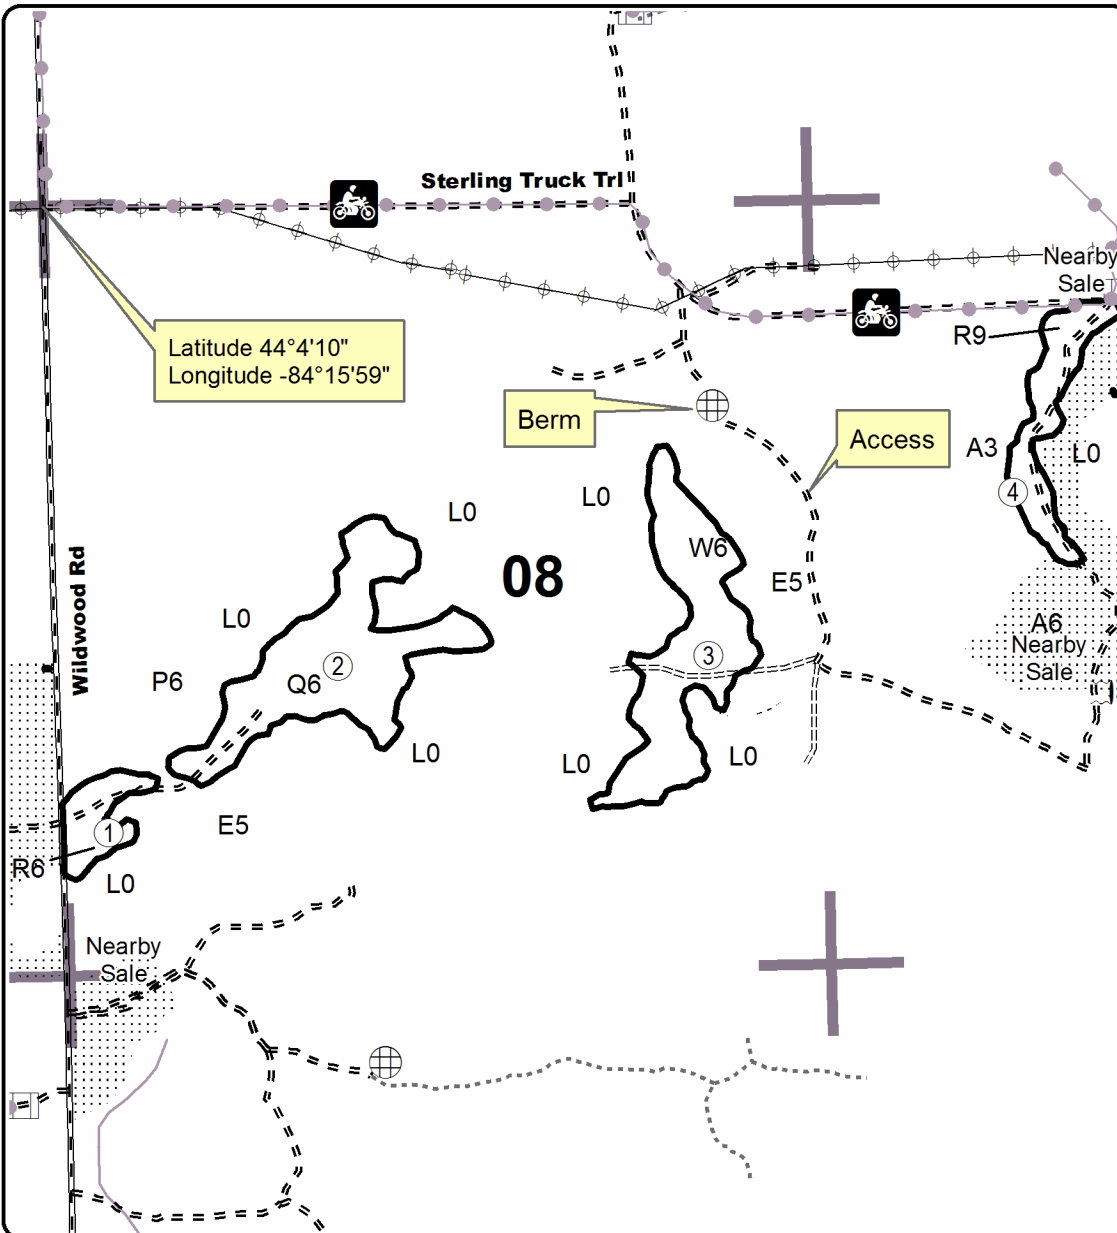 Sterling Truck Trl
Nearby
Sale
Latitude 44°4'10"
Longitude -84°15'59"
R9
Berm
Access
A3
L0
L0
L0
4
W6
08
E5
Wildwood Rd
L0
A6
Nearby
Sale
2
3
P6
Q6
L0
L0
L0
1
E5
R6
L0
Nearby
Sale